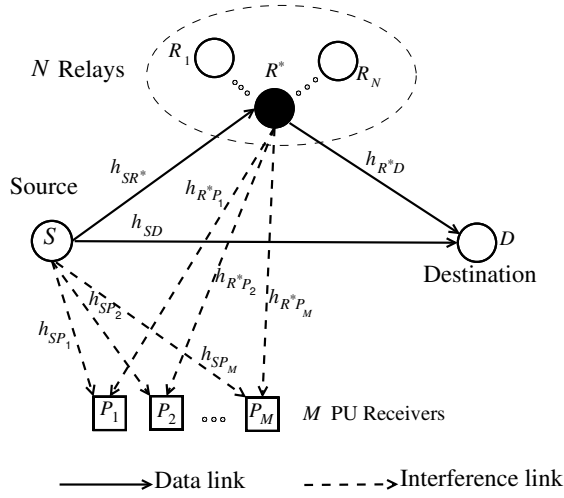 R1
R*
RN
N Relays
hSR*
hR*D
Source
hR*P1
hSD
S
D
Destination
hSP2
hR*P2
hR*PM
hSP1
hSPM
P1
P2
PM
M PU Receivers
Data link
Interference link